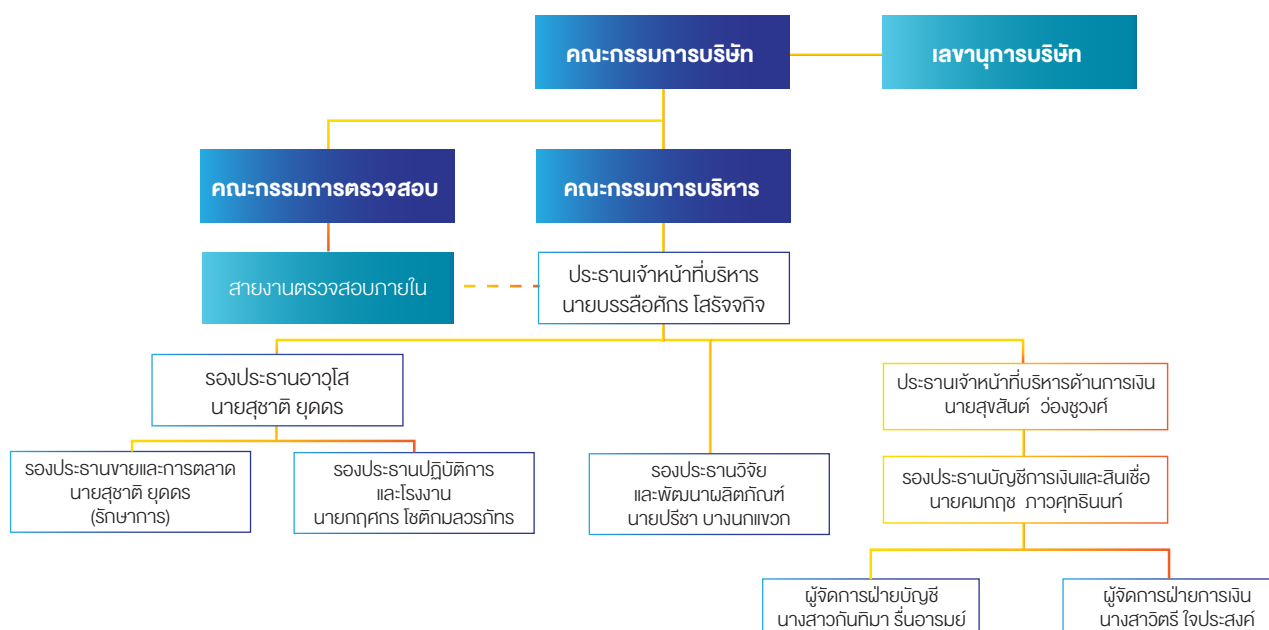 คณะกรรมการบริษัท
เลขานุการบริษัท
คณะกรรมการตรวจสอบ
คณะกรรมการบริหาร
สายงานตรวจสอบภายใน
ประธานเจ้าหน้าที่บริหาร
นายบรรลือศักร โสรัจจกิจ
รองประธานอาวุโส
นายสุชาติ ยุดดร
ประธานเจ้าหน้าที่บริหารด้านการเงิน
นายสุขสันต์ ว่องชูวงศ์
รองประธานขายและการตลาด
นายสุชาติ ยุดดร
(รักษาการ)
รองประธานปฏิบัติการ
และโรงงาน
นายกฤศกร โชติกมลวรภัทร
รองประธานวิจัย
และพัฒนาผลิตภัณฑ์
นายปรีชา บางนกแขวก
รองประธานบัญชีการเงินและสินเชื่อ
นายคมกฤช ภาวศุทธินนท์
ผู้จัดการฝ่ายบัญชี
นางสาวกันทิมา รื่นอารมย์
ผู้จัดการฝ่ายการเงิน
นางสาวิตรี ใจประสงค์